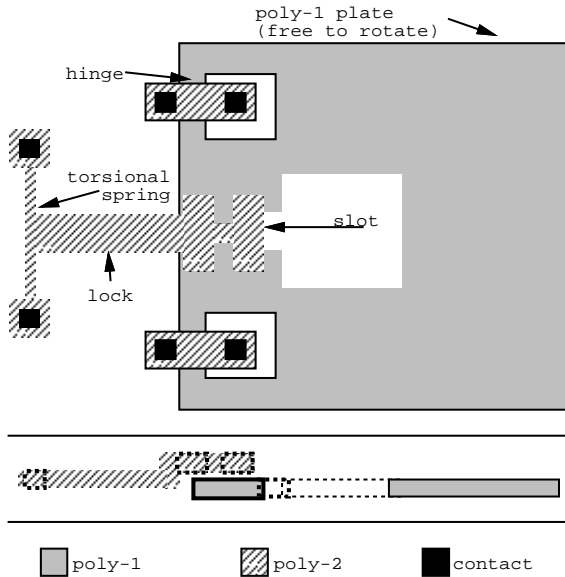 poly-1 plate
(free to rotate)
hinge
torsional
spring
slot
lock
poly-1
poly-2
contact